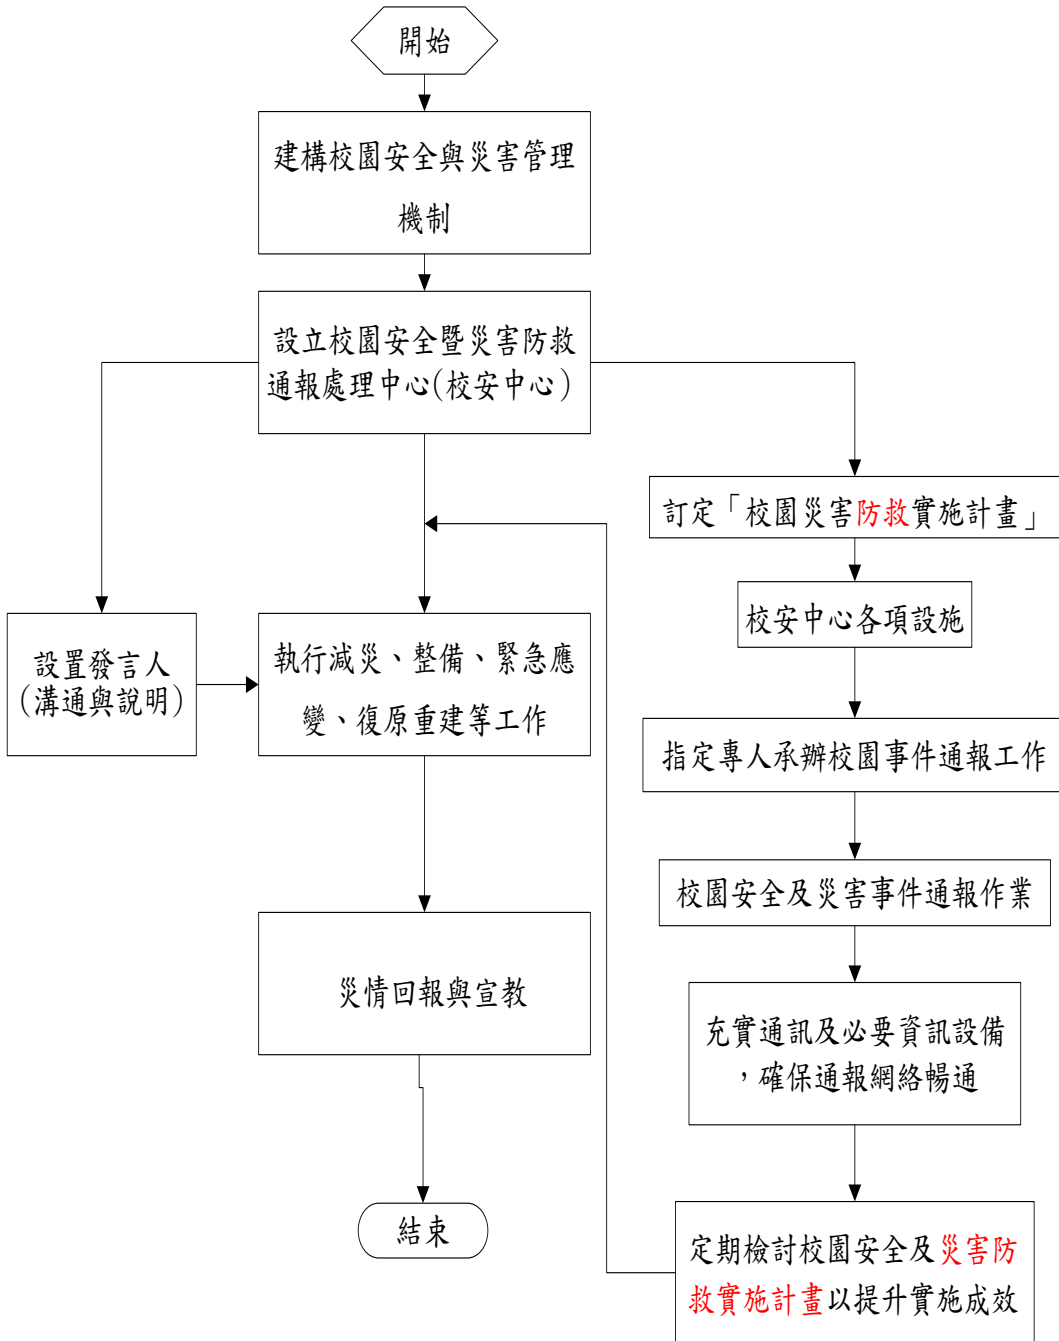 開始
建構校園安全與災害管理
機制
設立校園安全暨災害防救
通報處理中心(校安中心)
訂定「校園災害防救實施計畫」
校安中心各項設施
設置發言人
(溝通與說明)
執行減災、整備、緊急應
變、復原重建等工作
指定專人承辦校園事件通報工作
校園安全及災害事件通報作業
災情回報與宣教
充實通訊及必要資訊設備
，確保通報網絡暢通
結束
定期檢討校園安全及災害防
救實施計畫以提升實施成效